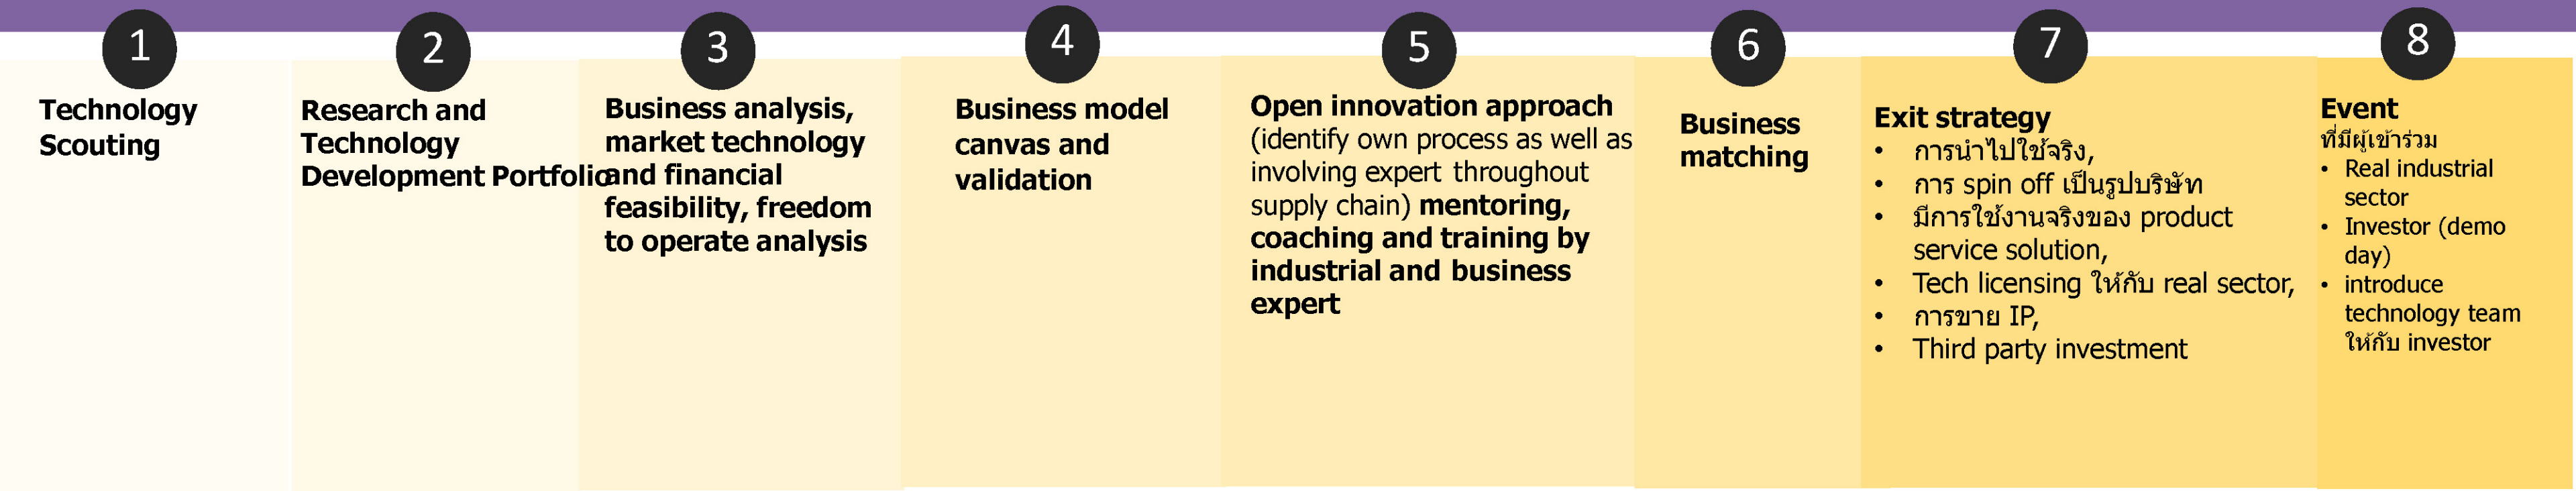 1
Technology
Scouting
2
Research and
Technology
Development Portfolio
3
Business analysis,
market technology
and financial
feasibility, freedom
to operate analysis
4
Business model
canvas and
validation
5
Open innovation approach
(identify own process as well as
involving expert throughout
supply chain) mentoring,
coaching and training by
industrial and business
expert
6
Business
matching
7
Exit strategy
• การนำไปใช้จริง,
• การ spin off เป็นรูปบริษัท
• มีการใช้งานจริงของ product
service solution,
• Tech licensing ให้กับ real sector,
• การขาย IP,
• Third party investment
8
Event
ที่มีผู้เข้าร่วม
• Real industrial
sector
• Investor (demo
day)
• introduce
technology team
ให้กับ investor